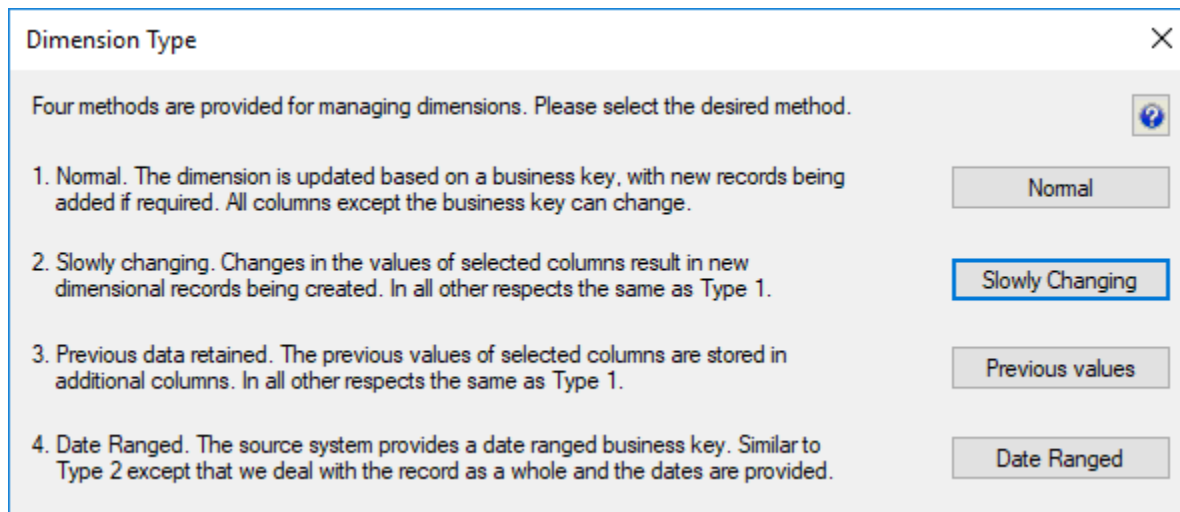 Dimension Type
Four methods are provided for managing dimensions. Please select the desired method.
1. Normal. The dimension is updated based on a business key, with new records being
added if required. All columns except the business key can change.
Normal
2. Slowly changing. Changes in the values of selected columns result in new
dimensional records being created. In all other respects the same as Type 1.
Slowly Changing
3. Previous data retained. The previous values of selected columns are stored in
additional columns. In all other respects the same as Type 1.
Previous values
4. Date Ranged. The source system provides a date ranged business key. Similar to
Type 2 except that we deal with the record as a whole and the dates are provided.
Date Ranged